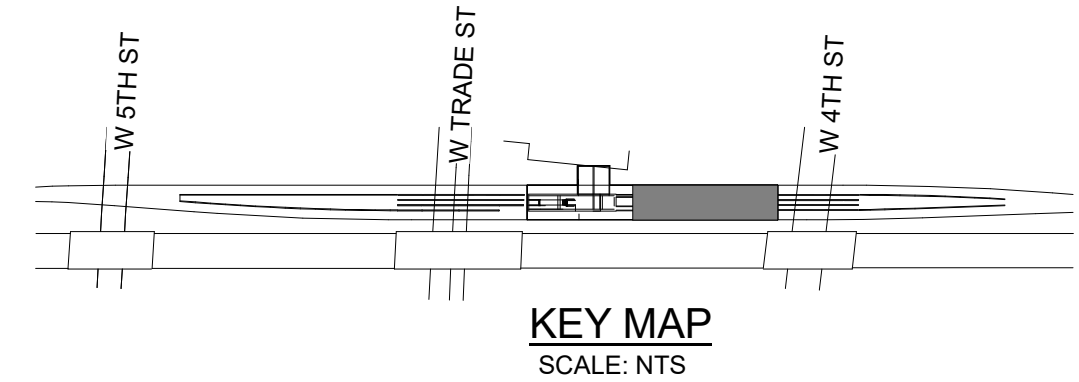 W 5TH ST
W TRADE ST
W 4TH ST
KEY MAP
SCALE: NTS